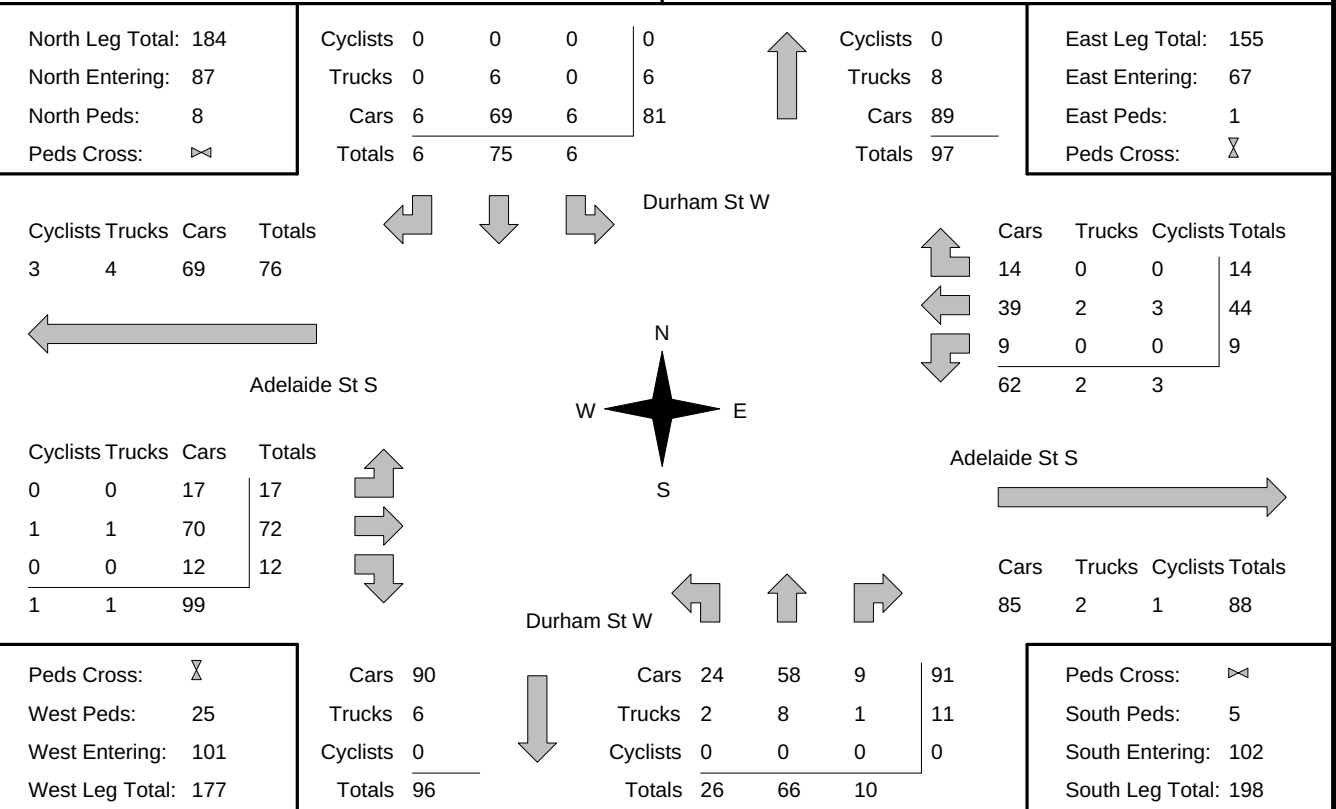 North Leg Total: 184
North Entering: 87
North Peds: 8
Peds Cross:
Cyclists 0 0 0 0
Trucks 0 6 0 6
Cars 6 69 6 81
Totals 6 75 6
Cyclists 0
Trucks 8
Cars 89
Totals 97
East Leg Total: 155
East Entering: 67
East Peds: 1
Peds Cross:
Durham St W
Cyclists Trucks Cars Totals
3 4 69 76
Cars Trucks Cyclists Totals
14 0 0 14
39 2 3 44
9 0 0 9
62 2 3
Adelaide St S
N
W E
S
Cyclists Trucks Cars Totals
0 0 17 17
1 1 70 72
0 0 12 12
1 1 99
Adelaide St S
Cars Trucks Cyclists Totals
85 2 1 88
Durham St W
Peds Cross:
West Peds: 25
West Entering: 101
West Leg Total: 177
Cars 90
Trucks 6
Cyclists 0
Totals 96
Cars 24 58 9 91
Trucks 2 8 1 11
Cyclists 0 0 0 0
Totals 26 66 10
Peds Cross:
South Peds: 5
South Entering: 102
South Leg Total: 198